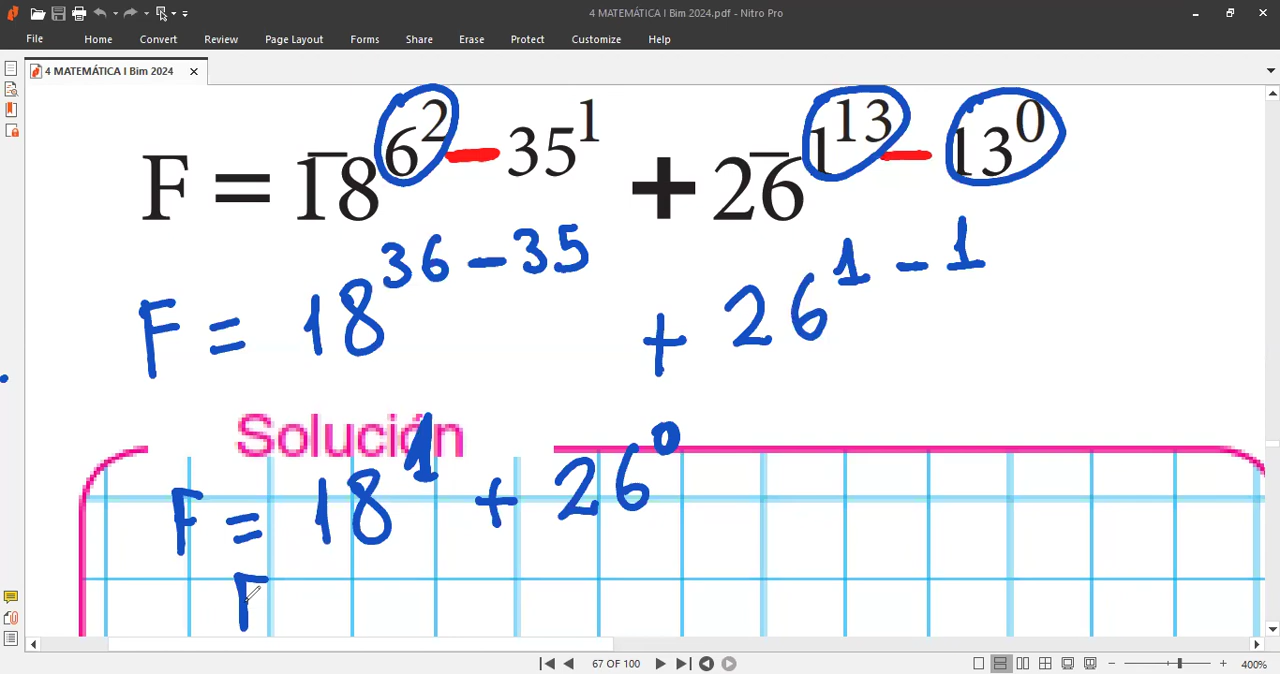 4 MATEMÁTICA I Bim 2024.pdf - Nitro Pro
File Home Convert Review Page Layout Forms Share Erase Protect Customize Help
4 MATEMÁTICA I Bim 2024
F = 18^6^2 - 35^1 + 26^1^13 - 13^0
F = 18^36 - 35 + 26^1 - 1
Solución
F = 18^1 + 26^0
F
67 OF 100
400%